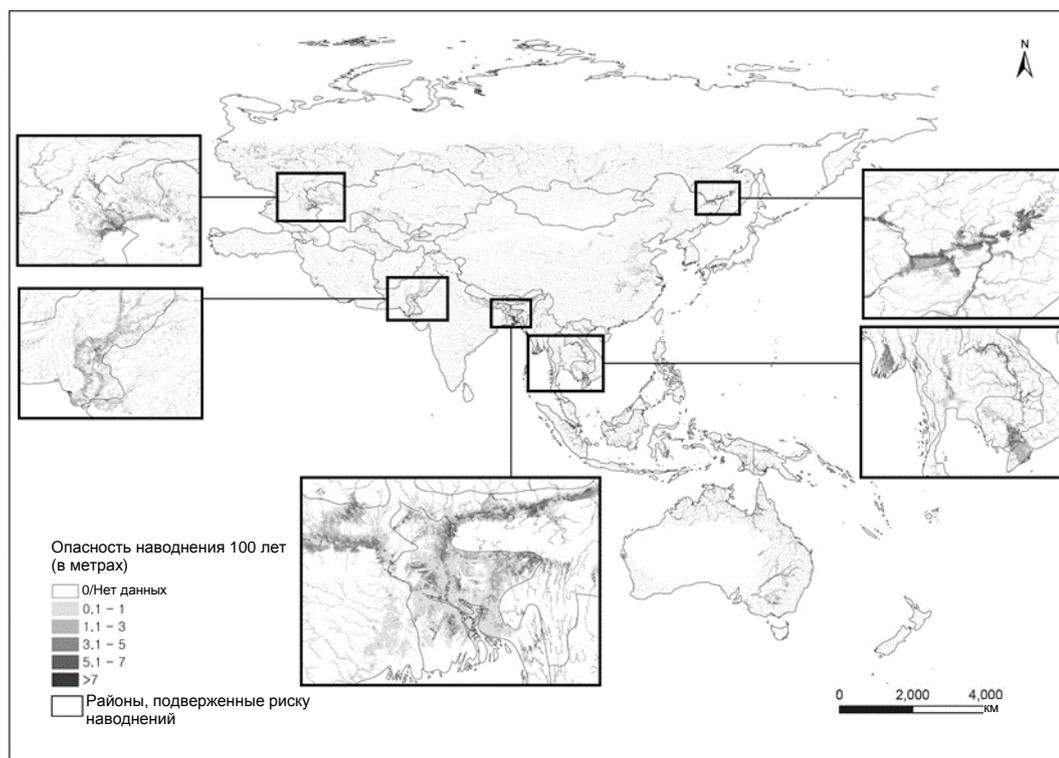 N
Опасность наводнения 100 лет
(в метрах)
0/Нет данных
0.1 – 1
1.1 – 3
3.1 – 5
5.1 – 7
>7
Районы, подверженные риску
наводнений
0 2,000 4,000
км